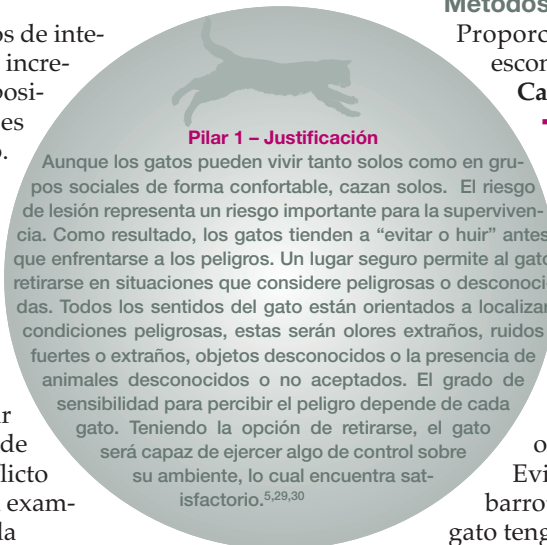 os de inte-
incre-
posi-
es
o.
r
de
flicto
exam-
la
Pilar 1 – Justificación
Aunque los gatos pueden vivir tanto solos como en gru-
pos sociales de forma confortable, cazan solos. El riesgo
de lesión representa un riesgo importante para la superviven-
cia. Como resultado, los gatos tienden a “evitar o huir” antes
que enfrentarse a los peligros. Un lugar seguro permite al gato
retirarse en situaciones que considere peligrosas o desconoci-
das. Todos los sentidos del gato están orientados a localizar
condiciones peligrosas, estas serán olores extraños, ruidos
fuertes o extraños, objetos desconocidos o la presencia de
animales desconocidos o no aceptados. El grado de
sensibilidad para percibir el peligro depende de cada
gato. Teniendo la opción de retirarse, el gato
será capaz de ejercer algo de control sobre
su ambiente, lo cual encuentra sat-
isfactorio.5,29,30
Métodos
Proporc
escon
Ca
o
Evi
barro
gato teng